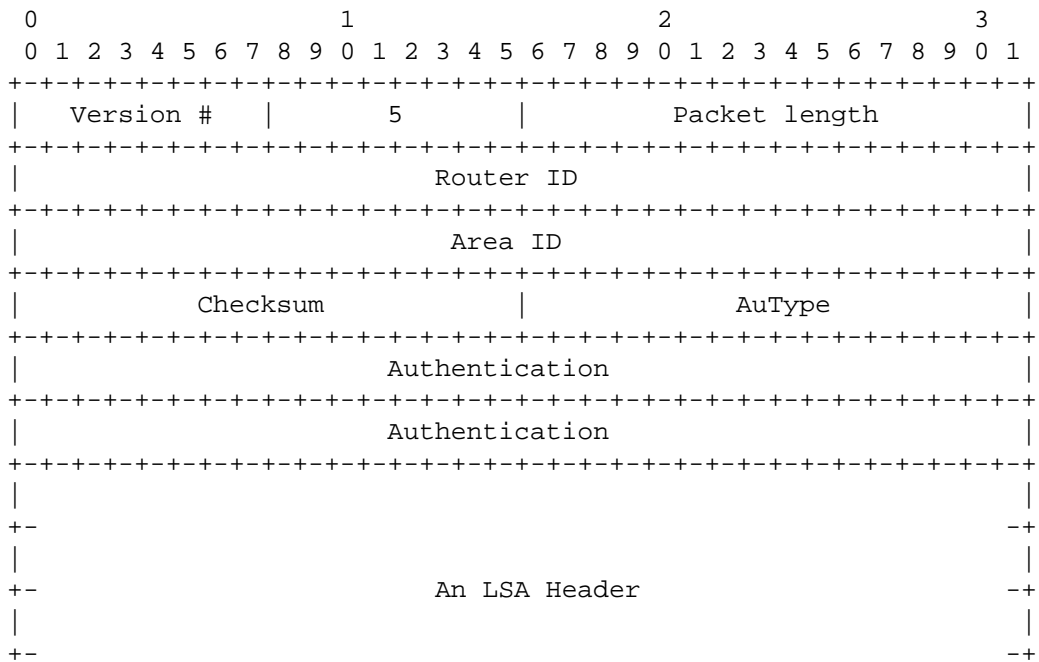 0                   1                   2                   3
 0 1 2 3 4 5 6 7 8 9 0 1 2 3 4 5 6 7 8 9 0 1 2 3 4 5 6 7 8 9 0 1
+-+-+-+-+-+-+-+-+-+-+-+-+-+-+-+-+-+-+-+-+-+-+-+-+-+-+-+-+-+-+-+-+
|   Version #   |       5       |         Packet length         |
+-+-+-+-+-+-+-+-+-+-+-+-+-+-+-+-+-+-+-+-+-+-+-+-+-+-+-+-+-+-+-+-+
|                          Router ID                            |
+-+-+-+-+-+-+-+-+-+-+-+-+-+-+-+-+-+-+-+-+-+-+-+-+-+-+-+-+-+-+-+-+
|                           Area ID                             |
+-+-+-+-+-+-+-+-+-+-+-+-+-+-+-+-+-+-+-+-+-+-+-+-+-+-+-+-+-+-+-+-+
|           Checksum            |             AuType            |
+-+-+-+-+-+-+-+-+-+-+-+-+-+-+-+-+-+-+-+-+-+-+-+-+-+-+-+-+-+-+-+-+
|                       Authentication                          |
+-+-+-+-+-+-+-+-+-+-+-+-+-+-+-+-+-+-+-+-+-+-+-+-+-+-+-+-+-+-+-+-+
|                       Authentication                          |
+-+-+-+-+-+-+-+-+-+-+-+-+-+-+-+-+-+-+-+-+-+-+-+-+-+-+-+-+-+-+-+-+
|                                                               |
+-                                                             -+
|                                                               |
+-                         An LSA Header                       -+
|                                                               |
+-                                                             -+